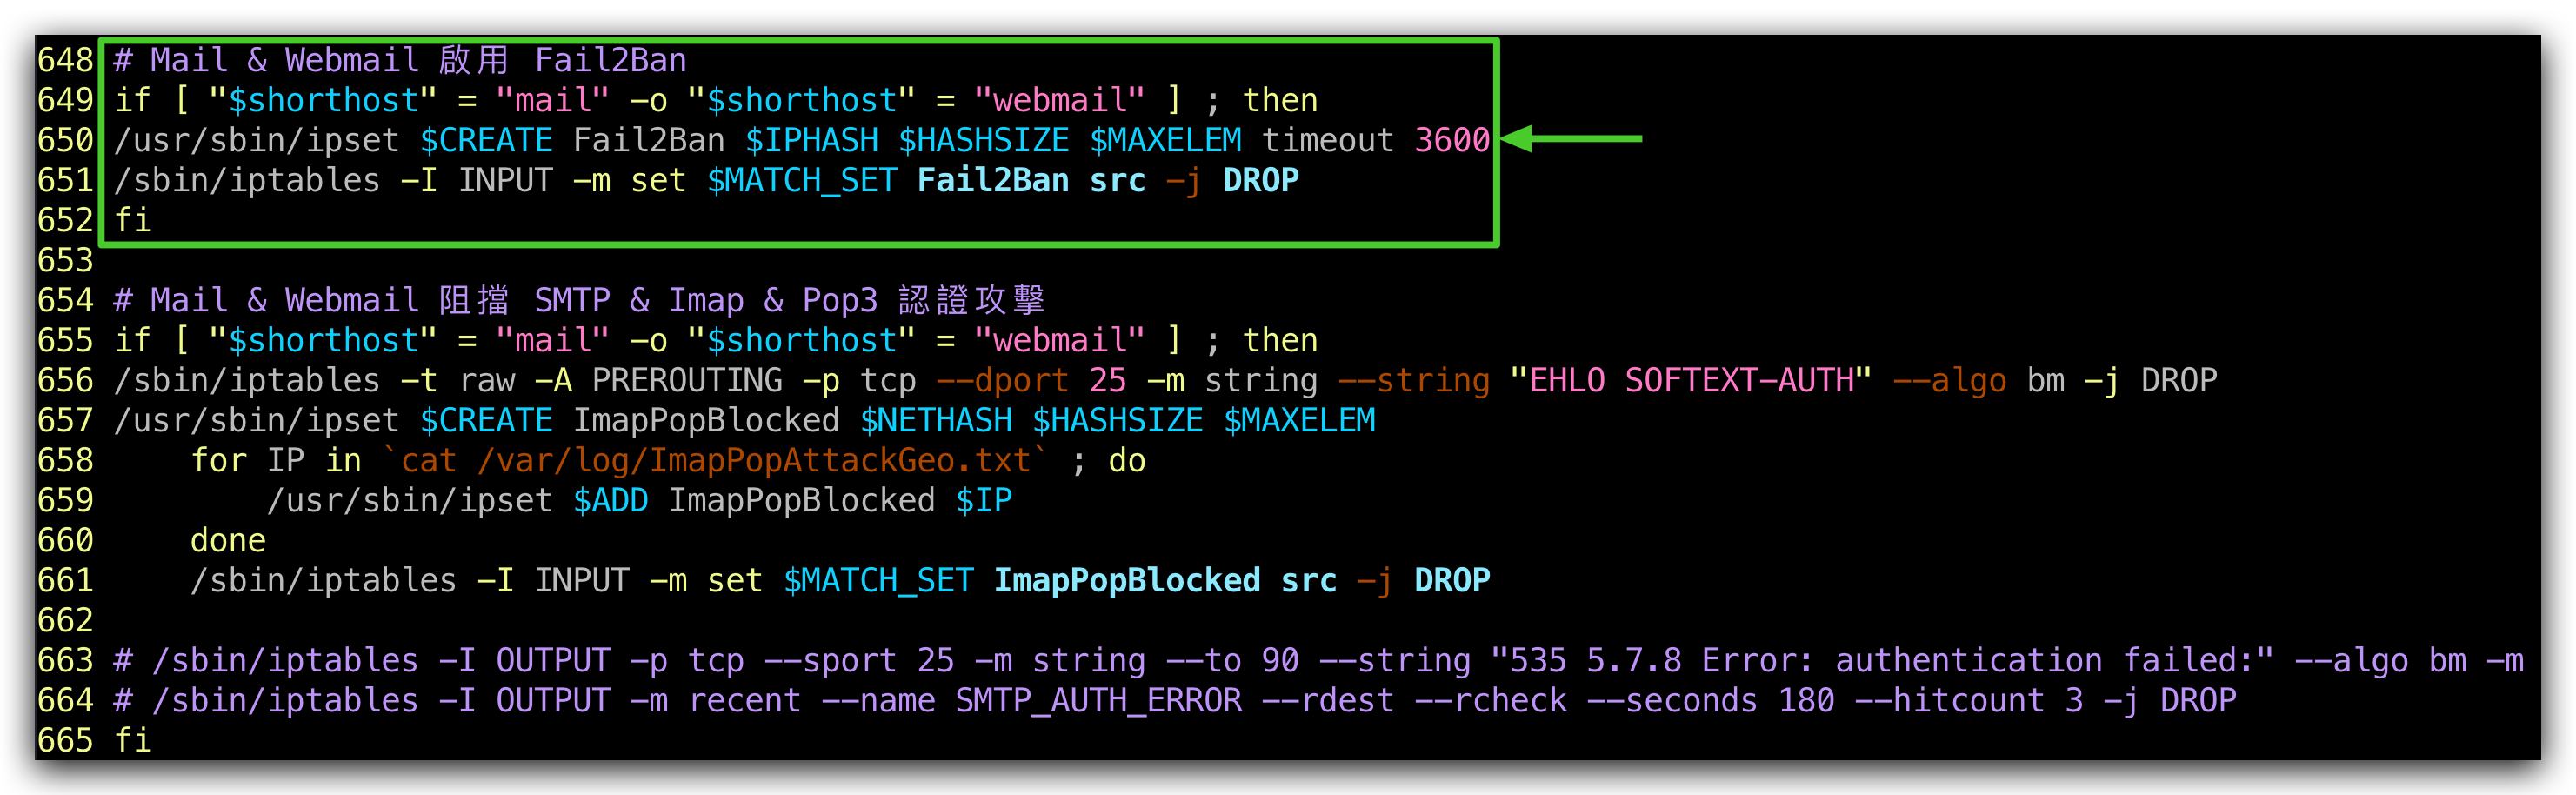 648 # Mail & Webmail 啟用 Fail2Ban
649 if [ "$shorthost" = "mail" -o "$shorthost" = "webmail" ] ; then
650 /usr/sbin/ipset $CREATE Fail2Ban $IPHASH $HASHSIZE $MAXELEM timeout 3600
651 /sbin/iptables -I INPUT -m set $MATCH_SET Fail2Ban src -j DROP
652 fi
653
654 # Mail & Webmail 阻擋 SMTP & Imap & Pop3 認證攻擊
655 if [ "$shorthost" = "mail" -o "$shorthost" = "webmail" ] ; then
656 /sbin/iptables -t raw -A PREROUTING -p tcp --dport 25 -m string --string "EHLO SOFTEXT-AUTH" --algo bm -j DROP
657 /usr/sbin/ipset $CREATE ImapPopBlocked $NETHASH $HASHSIZE $MAXELEM
658     for IP in `cat /var/log/ImapPopAttackGeo.txt` ; do
659         /usr/sbin/ipset $ADD ImapPopBlocked $IP
660     done
661     /sbin/iptables -I INPUT -m set $MATCH_SET ImapPopBlocked src -j DROP
662
663 # /sbin/iptables -I OUTPUT -p tcp --sport 25 -m string --to 90 --string "535 5.7.8 Error: authentication failed:" --algo bm -m
664 # /sbin/iptables -I OUTPUT -m recent --name SMTP_AUTH_ERROR --rdest --rcheck --seconds 180 --hitcount 3 -j DROP
665 fi